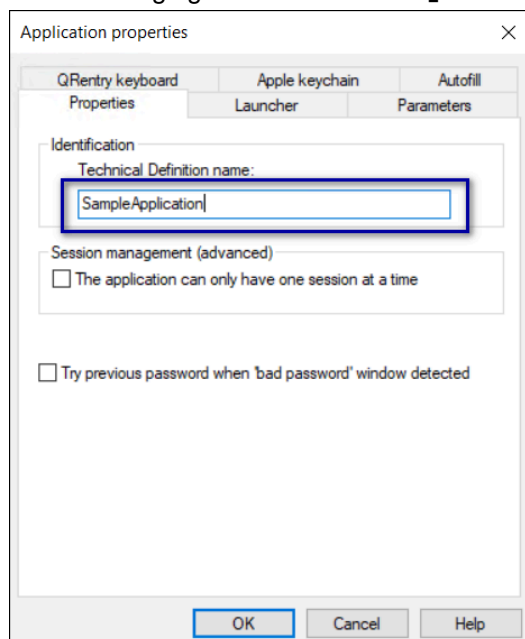 Application properties
QRentry keyboard Apple keychain Autofill
Properties Launcher Parameters
Identification
Technical Definition name:
SampleApplication
Session management (advanced)
The application can only have one session at a time
Try previous password when 'bad password' window detected
OK Cancel Help